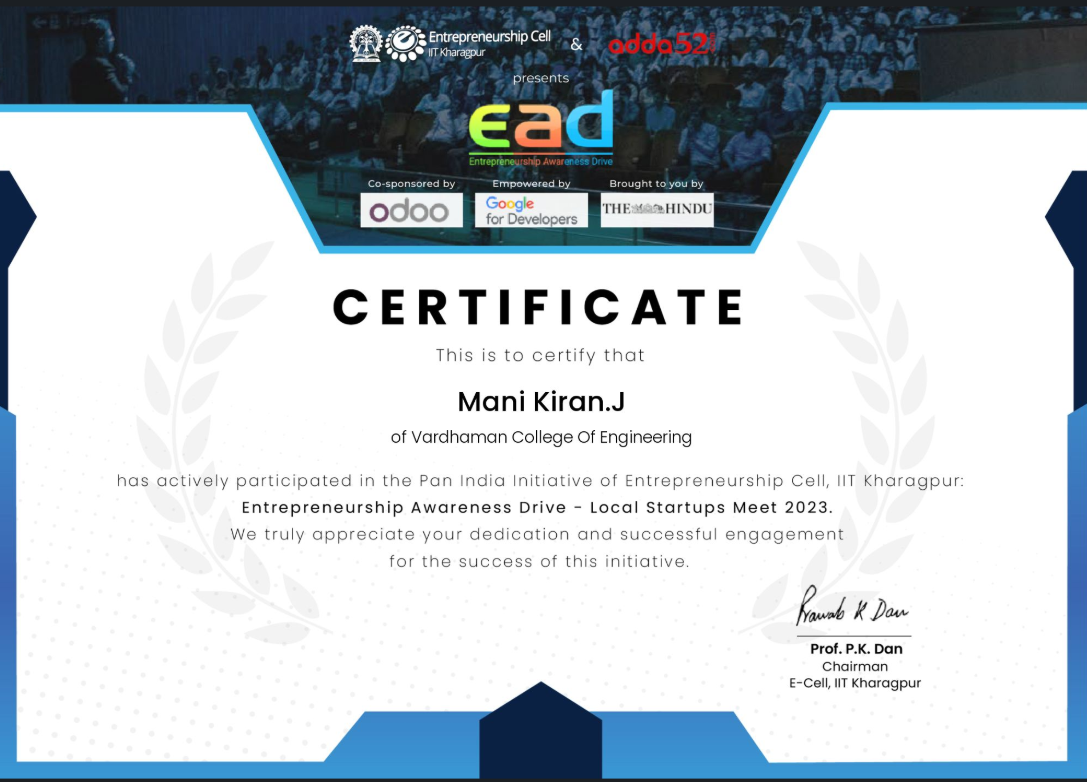 Entrepreneurship Cell
IIT Kharagpur
&
adda52
presents
ead
Entrepreneurship Awareness Drive
Co-sponsored by
Empowered by
Brought to you by
odoo
Google
for Developers
THE HINDU
CERTIFICATE
This is to certify that
Mani Kiran.J
of Vardhaman College Of Engineering
has actively participated in the Pan India Initiative of Entrepreneurship Cell, IIT Kharagpur:
Entrepreneurship Awareness Drive - Local Startups Meet 2023.
We truly appreciate your dedication and successful engagement
for the success of this initiative.
Prof. P.K. Dan
Chairman
E-Cell, IIT Kharagpur